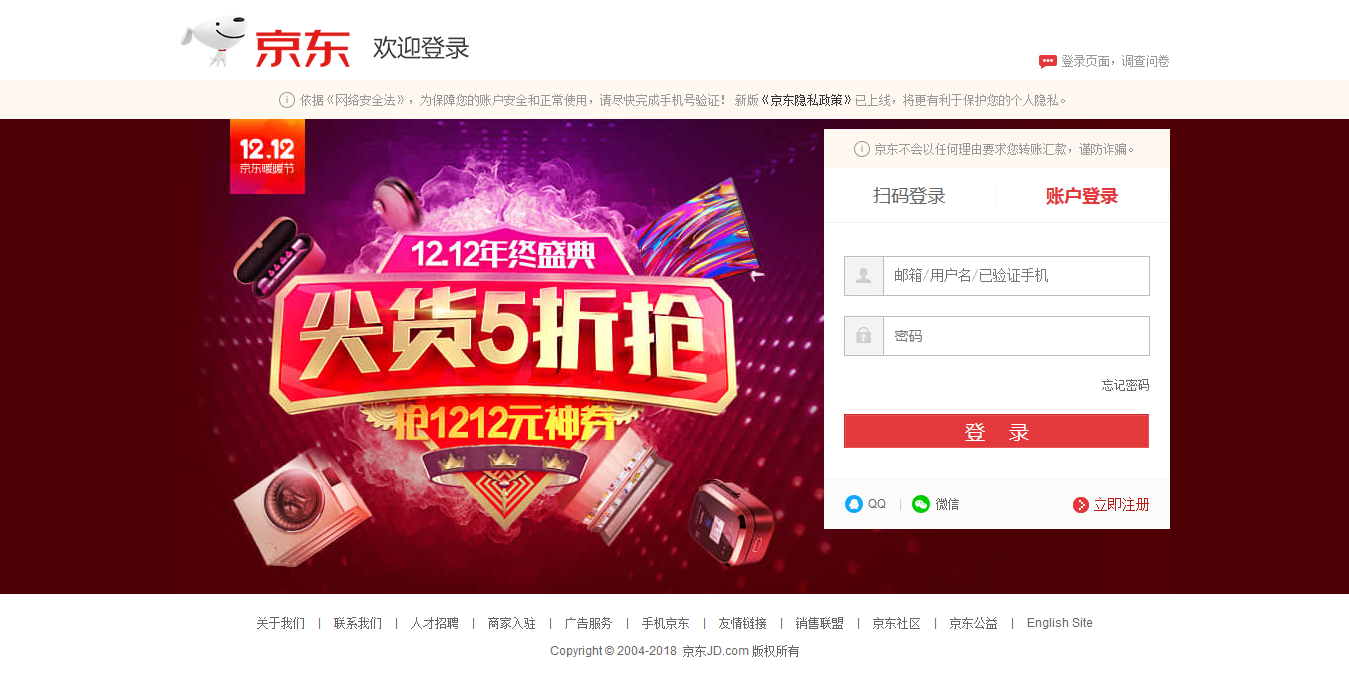 京东 欢迎登录
登录页面，调查问卷
依据《网络安全法》，为保障您的账户安全和正常使用，请尽快完成手机号验证！ 新版《京东隐私政策》已上线，将更有利于保护您的个人隐私。
12.12
京东暖暖节
12.12年终盛典
尖货5折抢
抢1212元神券
京东不会以任何理由要求您转账汇款，谨防诈骗。
扫码登录 账户登录
邮箱/用户名/已验证手机
密码
忘记密码
登 录
QQ | 微信 立即注册
关于我们 | 联系我们 | 人才招聘 | 商家入驻 | 广告服务 | 手机京东 | 友情链接 | 销售联盟 | 京东社区 | 京东公益 | English Site
Copyright © 2004-2018 京东JD.com 版权所有